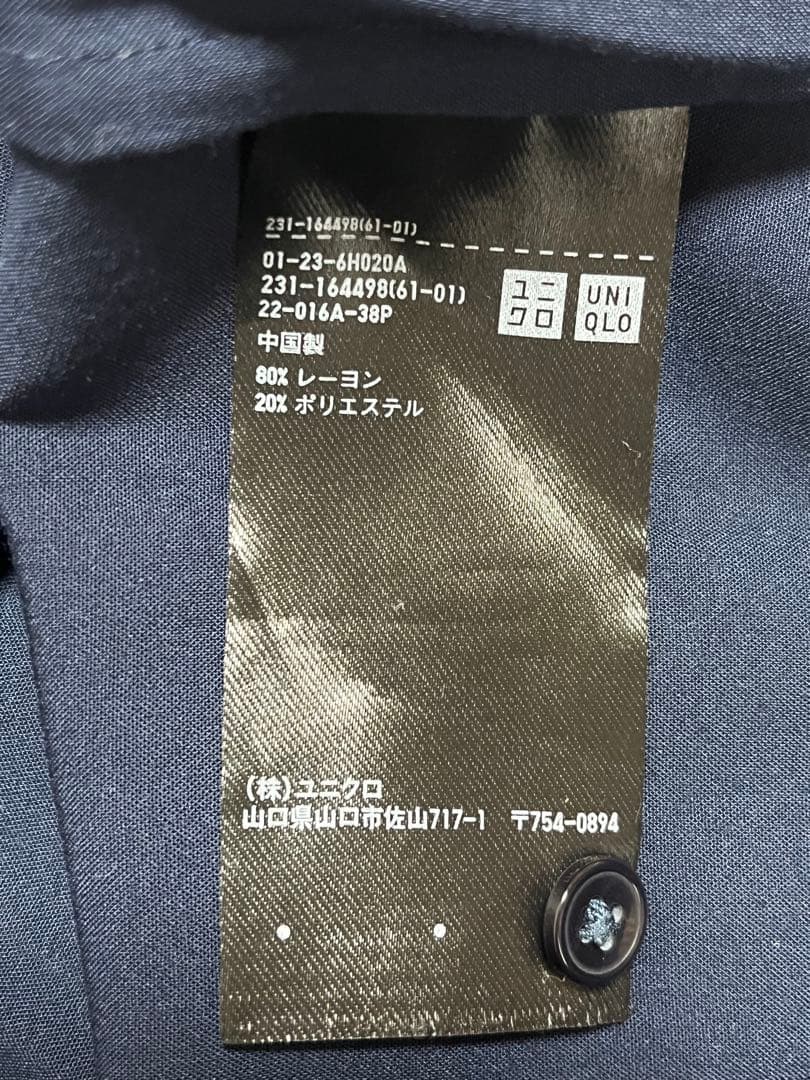 231-164498(61-01)
01-23-6H020A
231-164498(61-01)
22-016A-38P
ユニ
クロ
UNI
QLO
中国製
80% レーヨン
20% ポリエステル
(株)ユニクロ
山口県山口市佐山717-1 〒754-0894